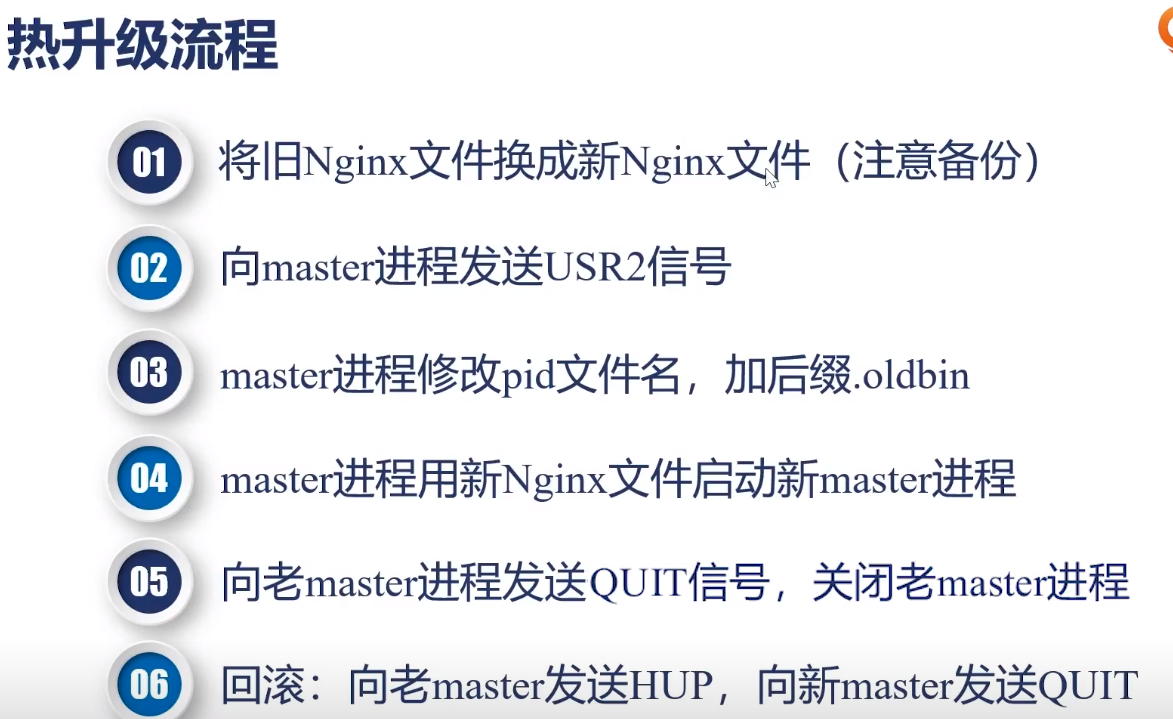 热升级流程
01 将旧Nginx文件换成新Nginx文件（注意备份）
02 向master进程发送USR2信号
03 master进程修改pid文件名，加后缀.oldbin
04 master进程用新Nginx文件启动新master进程
05 向老master进程发送QUIT信号，关闭老master进程
06 回滚：向老master发送HUP，向新master发送QUIT